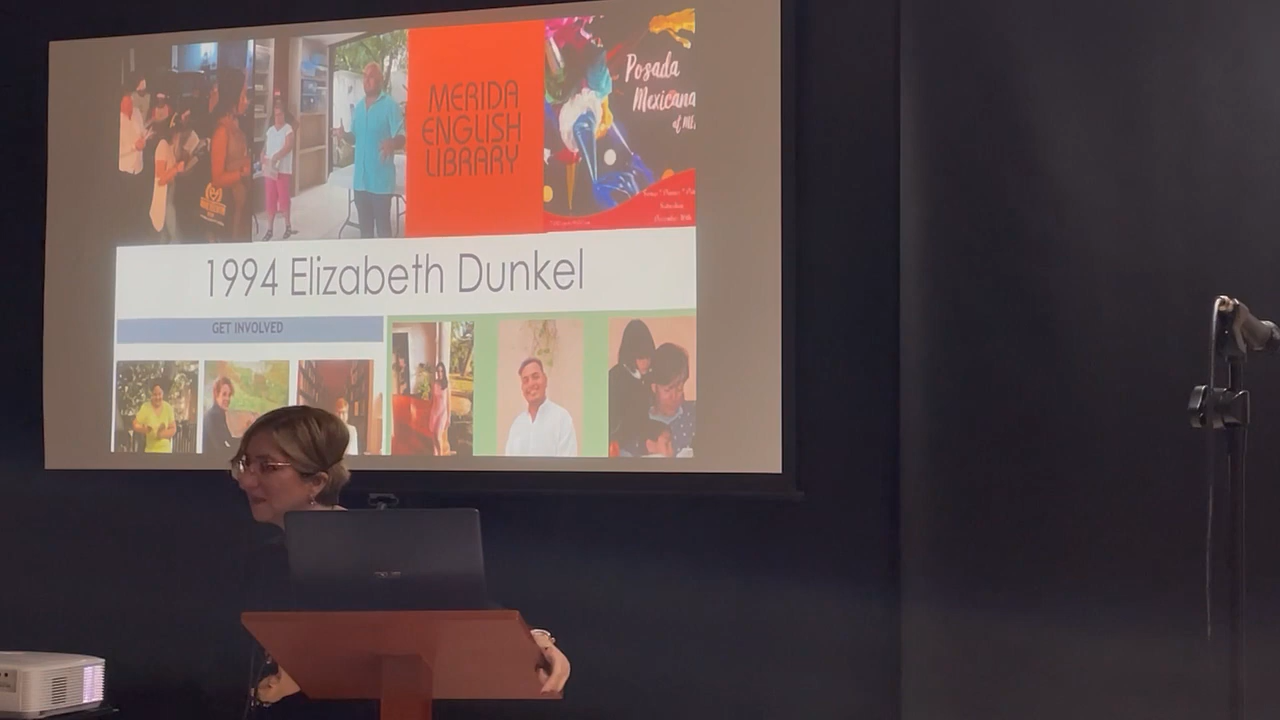 MERIDA
ENGLISH
LIBRARY
Posada
Mexicana
1994 Elizabeth Dunkel
GET INVOLVED